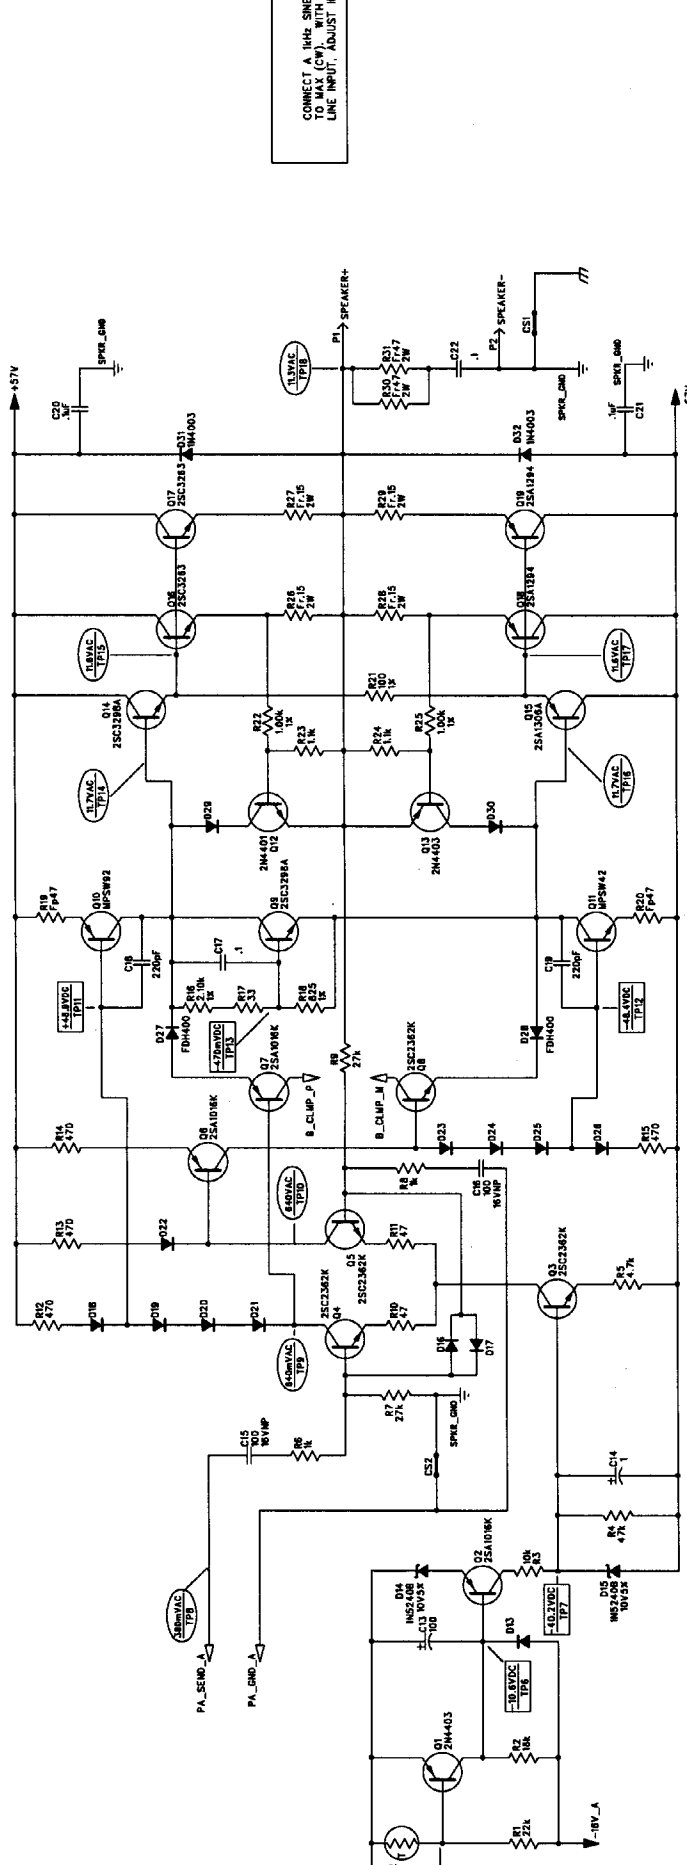 CONNECT A 1kHz SINE
TO MAX (CW). WITH
LINE INPUT, ADJUST
+57V
C20
.1uF
SPKR_GND
D31
1N4003
Q17
2SC3263
R27
Fr.15
2W
R29
Fr.15
2W
Q19
2SA1294
D32
1N4003
.1uF
C21
SPKR_GND
11.3VAC
TP18
P1
SPEAKER+
R31
Fr47
2W
R30
Fr47
2W
C22
.1
P2
SPEAKER-
CS1
SPKR_GND
Q16
2SC3263
R26
Fr.15
2W
R28
Fr.15
2W
Q18
2SA1294
11.6VAC
TP15
11.6VAC
TP17
Q14
2SC3298A
R21
100
1%
Q15
2SA1306A
R22
1.00k
1%
R23
1.1k
R24
1.1k
R25
1.00k
1%
11.7VAC
TP14
11.7VAC
TP16
D29
2N4401
Q12
Q13
2N4403
D30
R19
Fp47
Q10
MPSW92
Q9
2SC3298A
Q11
MPSW42
R20
Fp47
C18
220pF
C17
.1
C19
220pF
+48.9VDC
TP11
R16
2.10k
1%
R17
33
R18
825
1%
-48.4VDC
TP12
D27
FDH400
-470mVDC
TP13
D28
FDH400
Q7
2SA1016K
B_CLMP_P
R9
27k
B_CLMP_M
2SC2362K
Q8
R14
470
Q6
2SA1016K
D23
D24
D25
D26
R15
470
R13
470
D22
640VAC
TP10
Q5
2SC2362K
R11
47
R8
1k
C16
100
16VNP
R12
470
D18
D19
D20
D21
2SC2362K
Q4
R10
47
Q3
2SC2362K
R5
4.7k
840mVAC
TP9
D16
D17
C15
100
16VNP
R6
1k
R7
27k
SPKR_GND
CS2
C14
1
R4
47k
380mVAC
TP8
PA_SEND_A
PA_GND_A
D14
1N5240B
10V5%
Q2
2SA1016K
10k
R3
D15
1N5240B
10V5%
-40.2VDC
TP7
C13
100
D13
-10.6VDC
TP6
Q1
2N4403
R2
18k
R1
22k
-16V_A
T